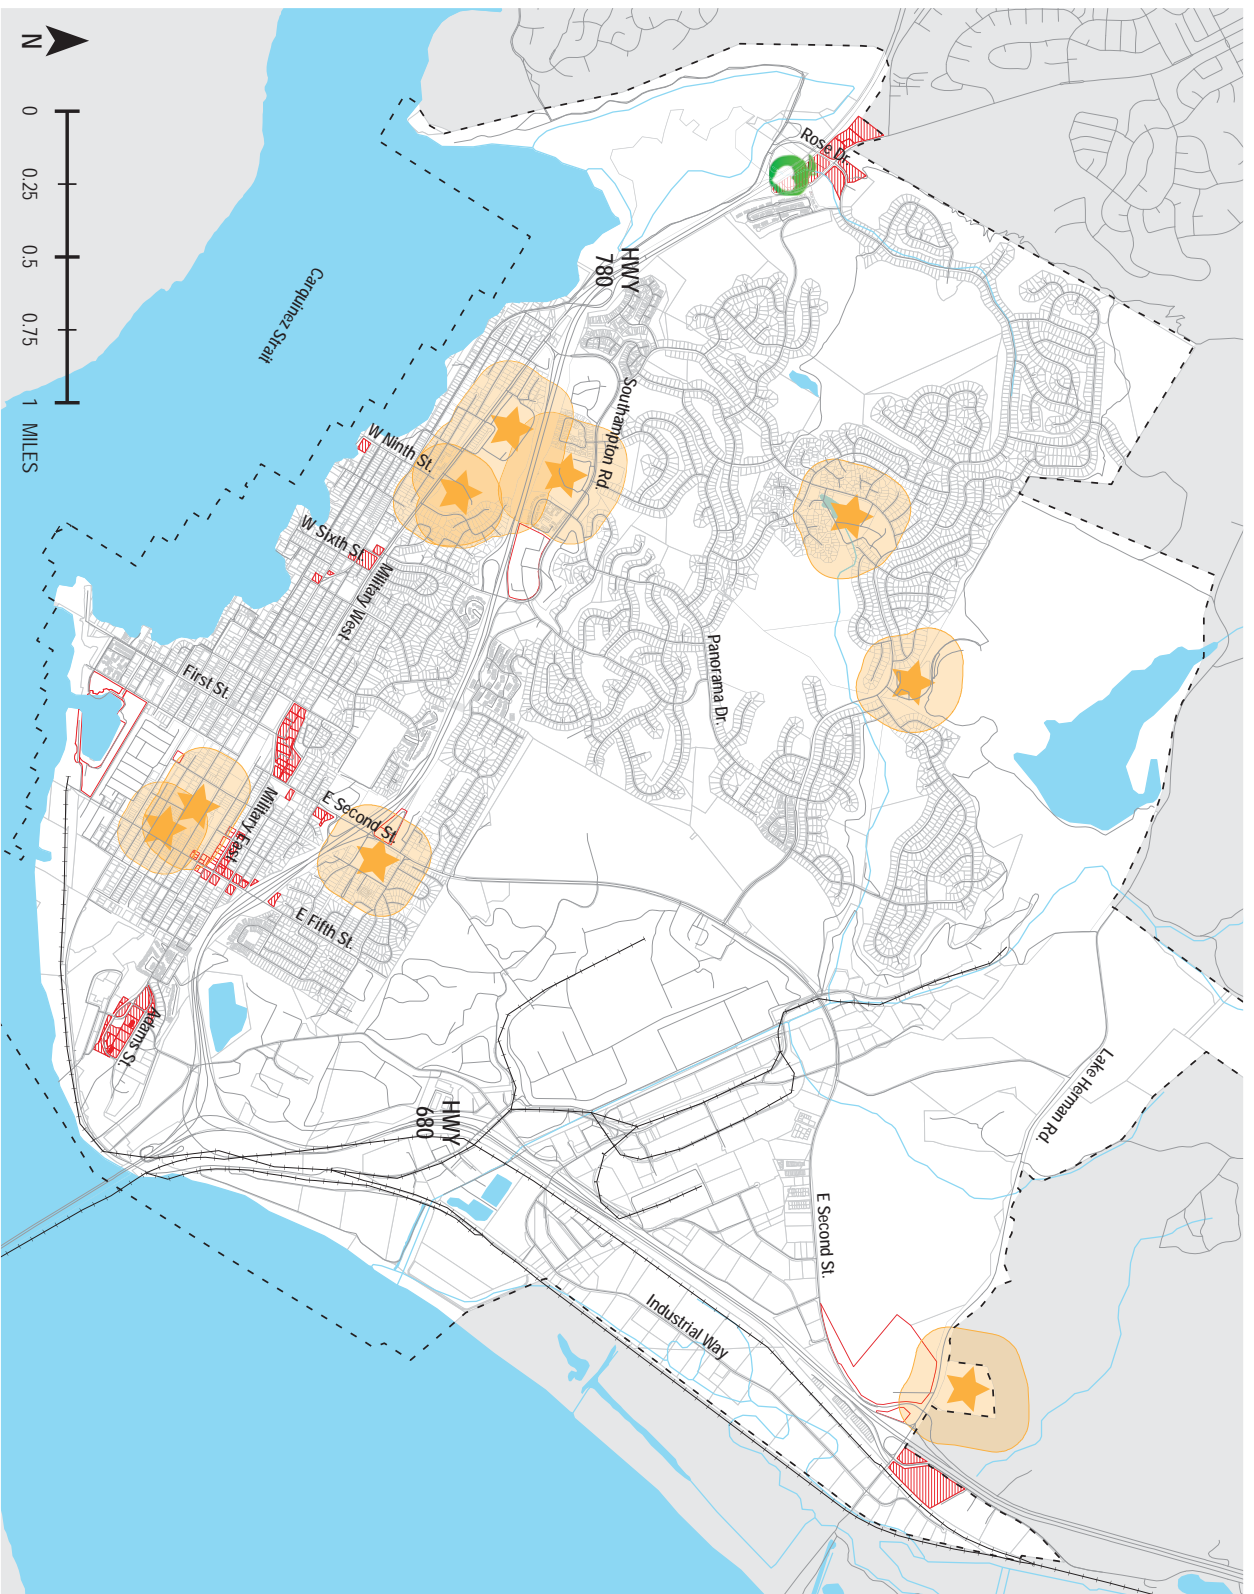 N
0
0.25
0.5
0.75
1 MILES
Carquinez Strait
Rose Dr.
HWY
780
Southampton Rd.
W Ninth St.
W Sixth St.
Military West
First St.
Panorama Dr.
Military East
E Second St.
E Fifth St.
Adams St.
HWY
680
Lake Herman Rd.
E Second St.
Industrial Way